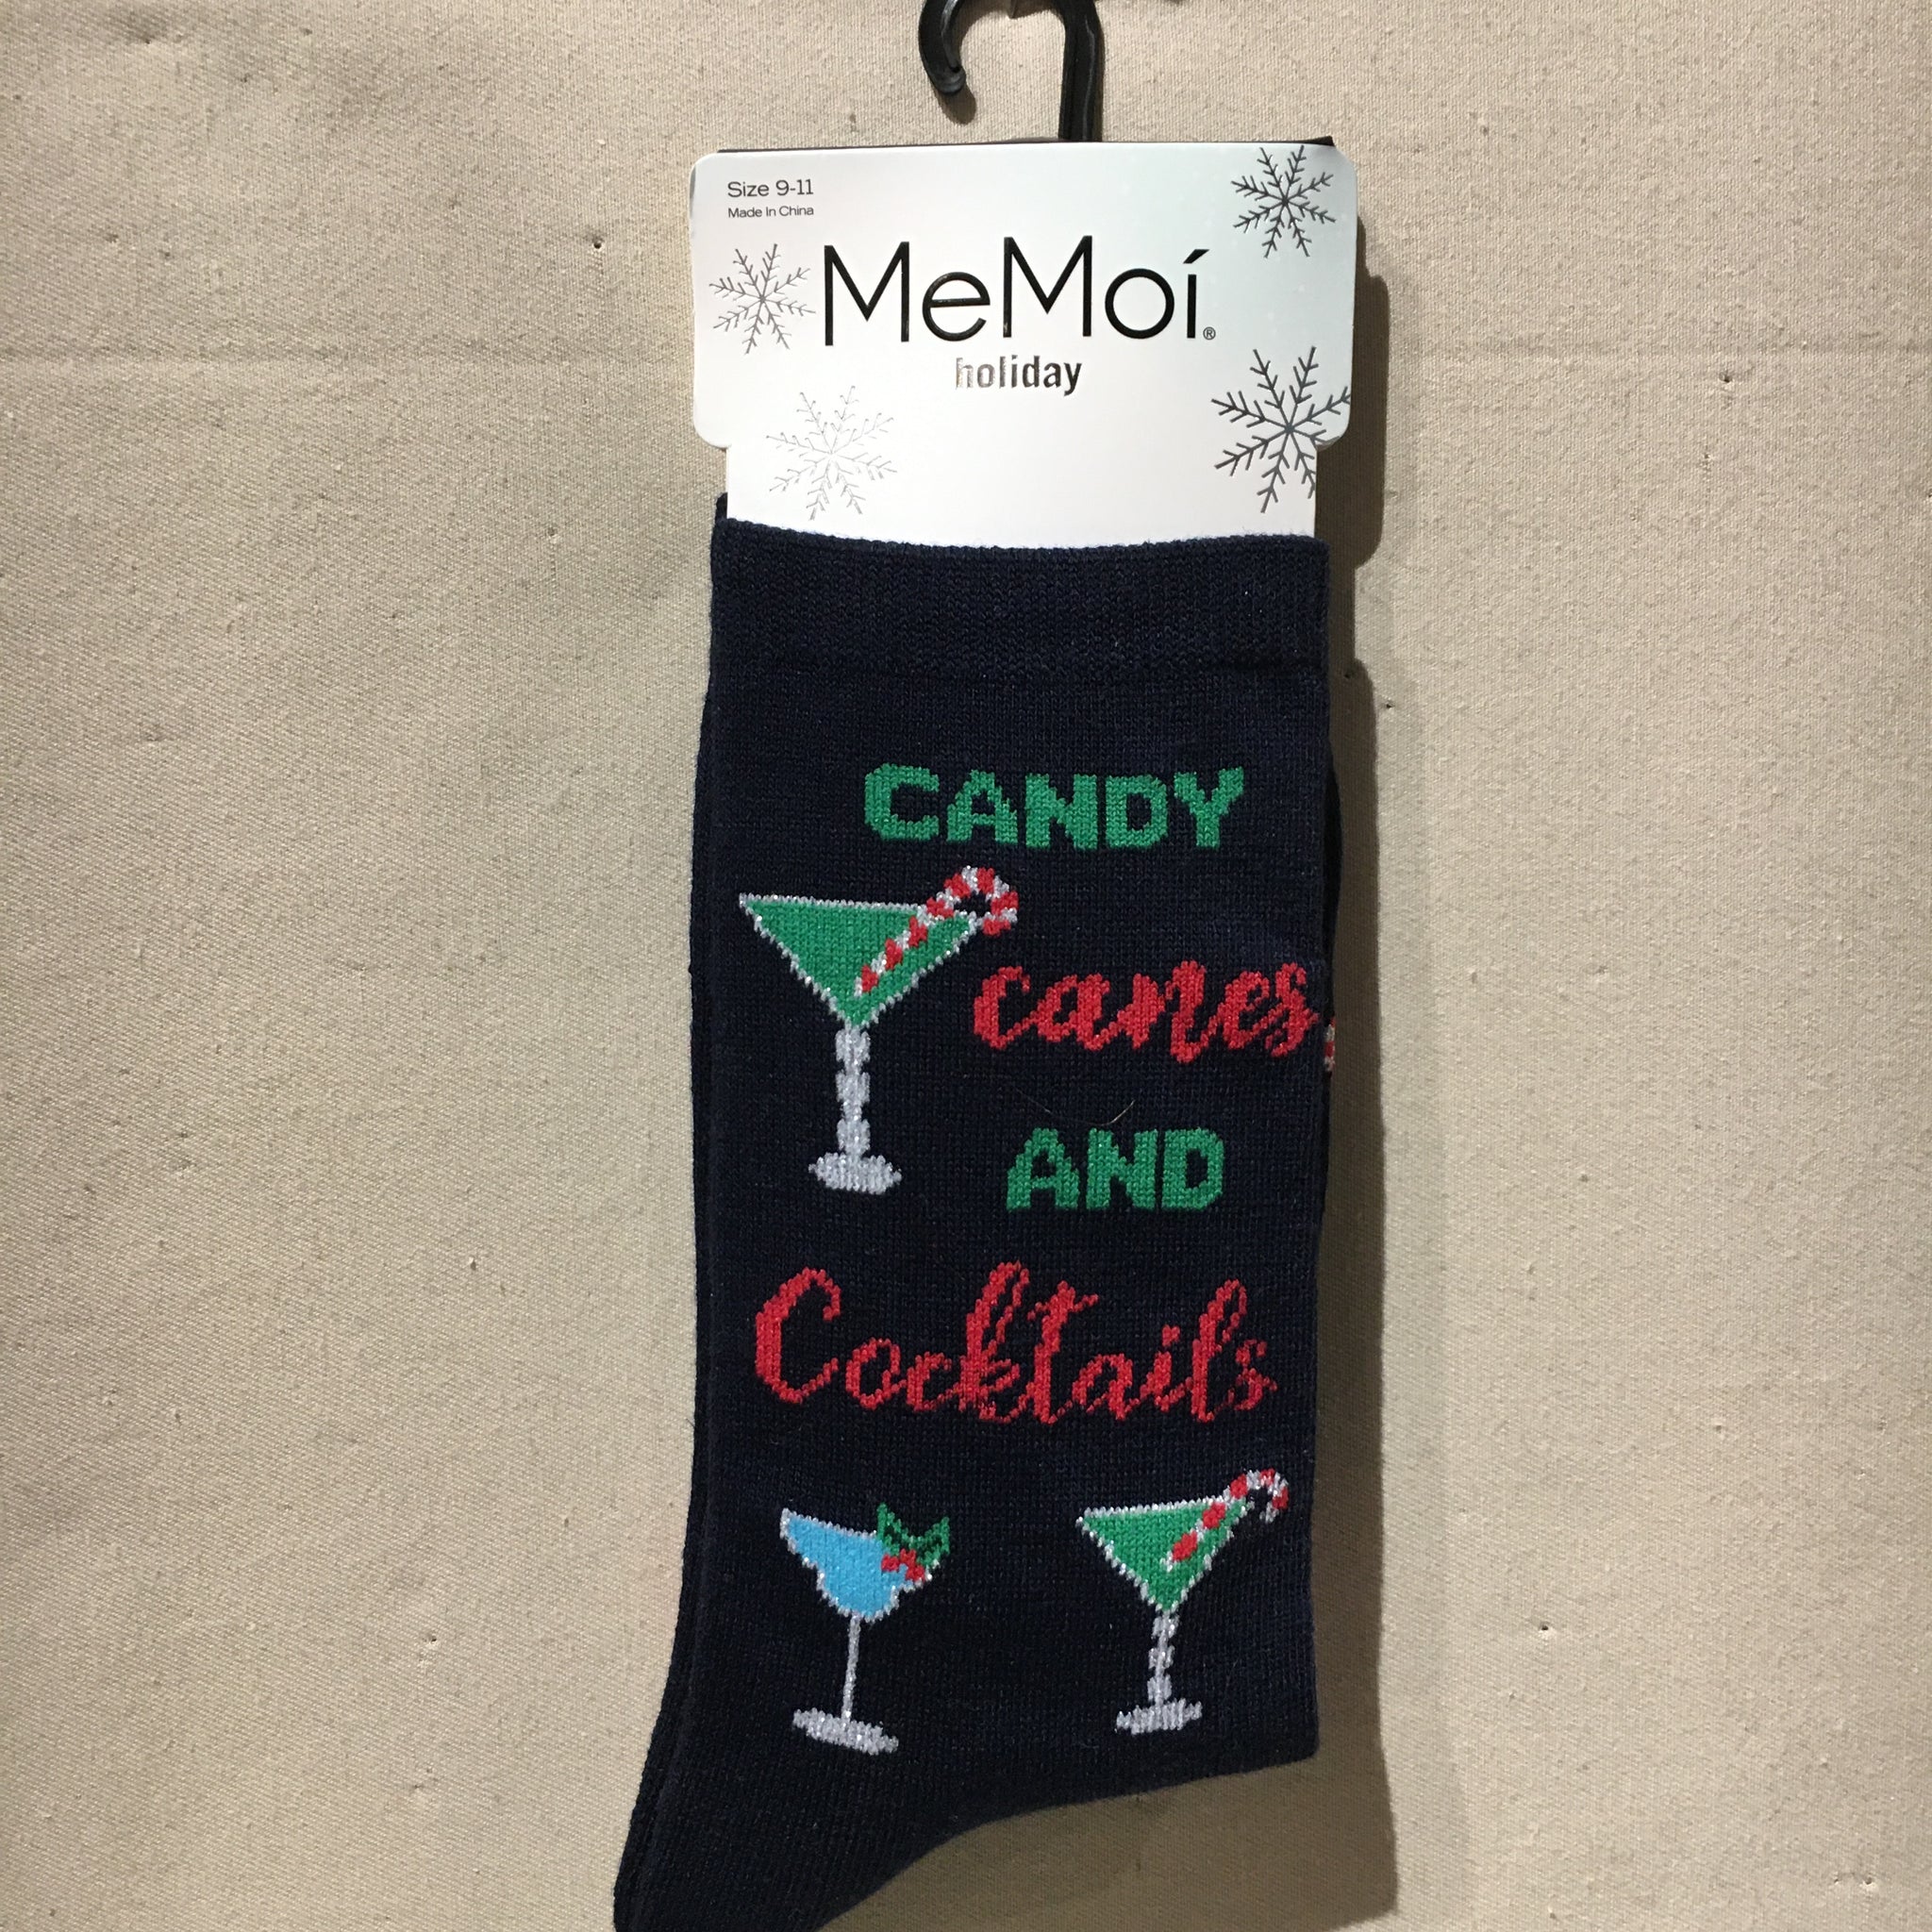 Size 9-11
Made In China
MeMoí®
holiday
CANDY
canes
AND
Cocktails